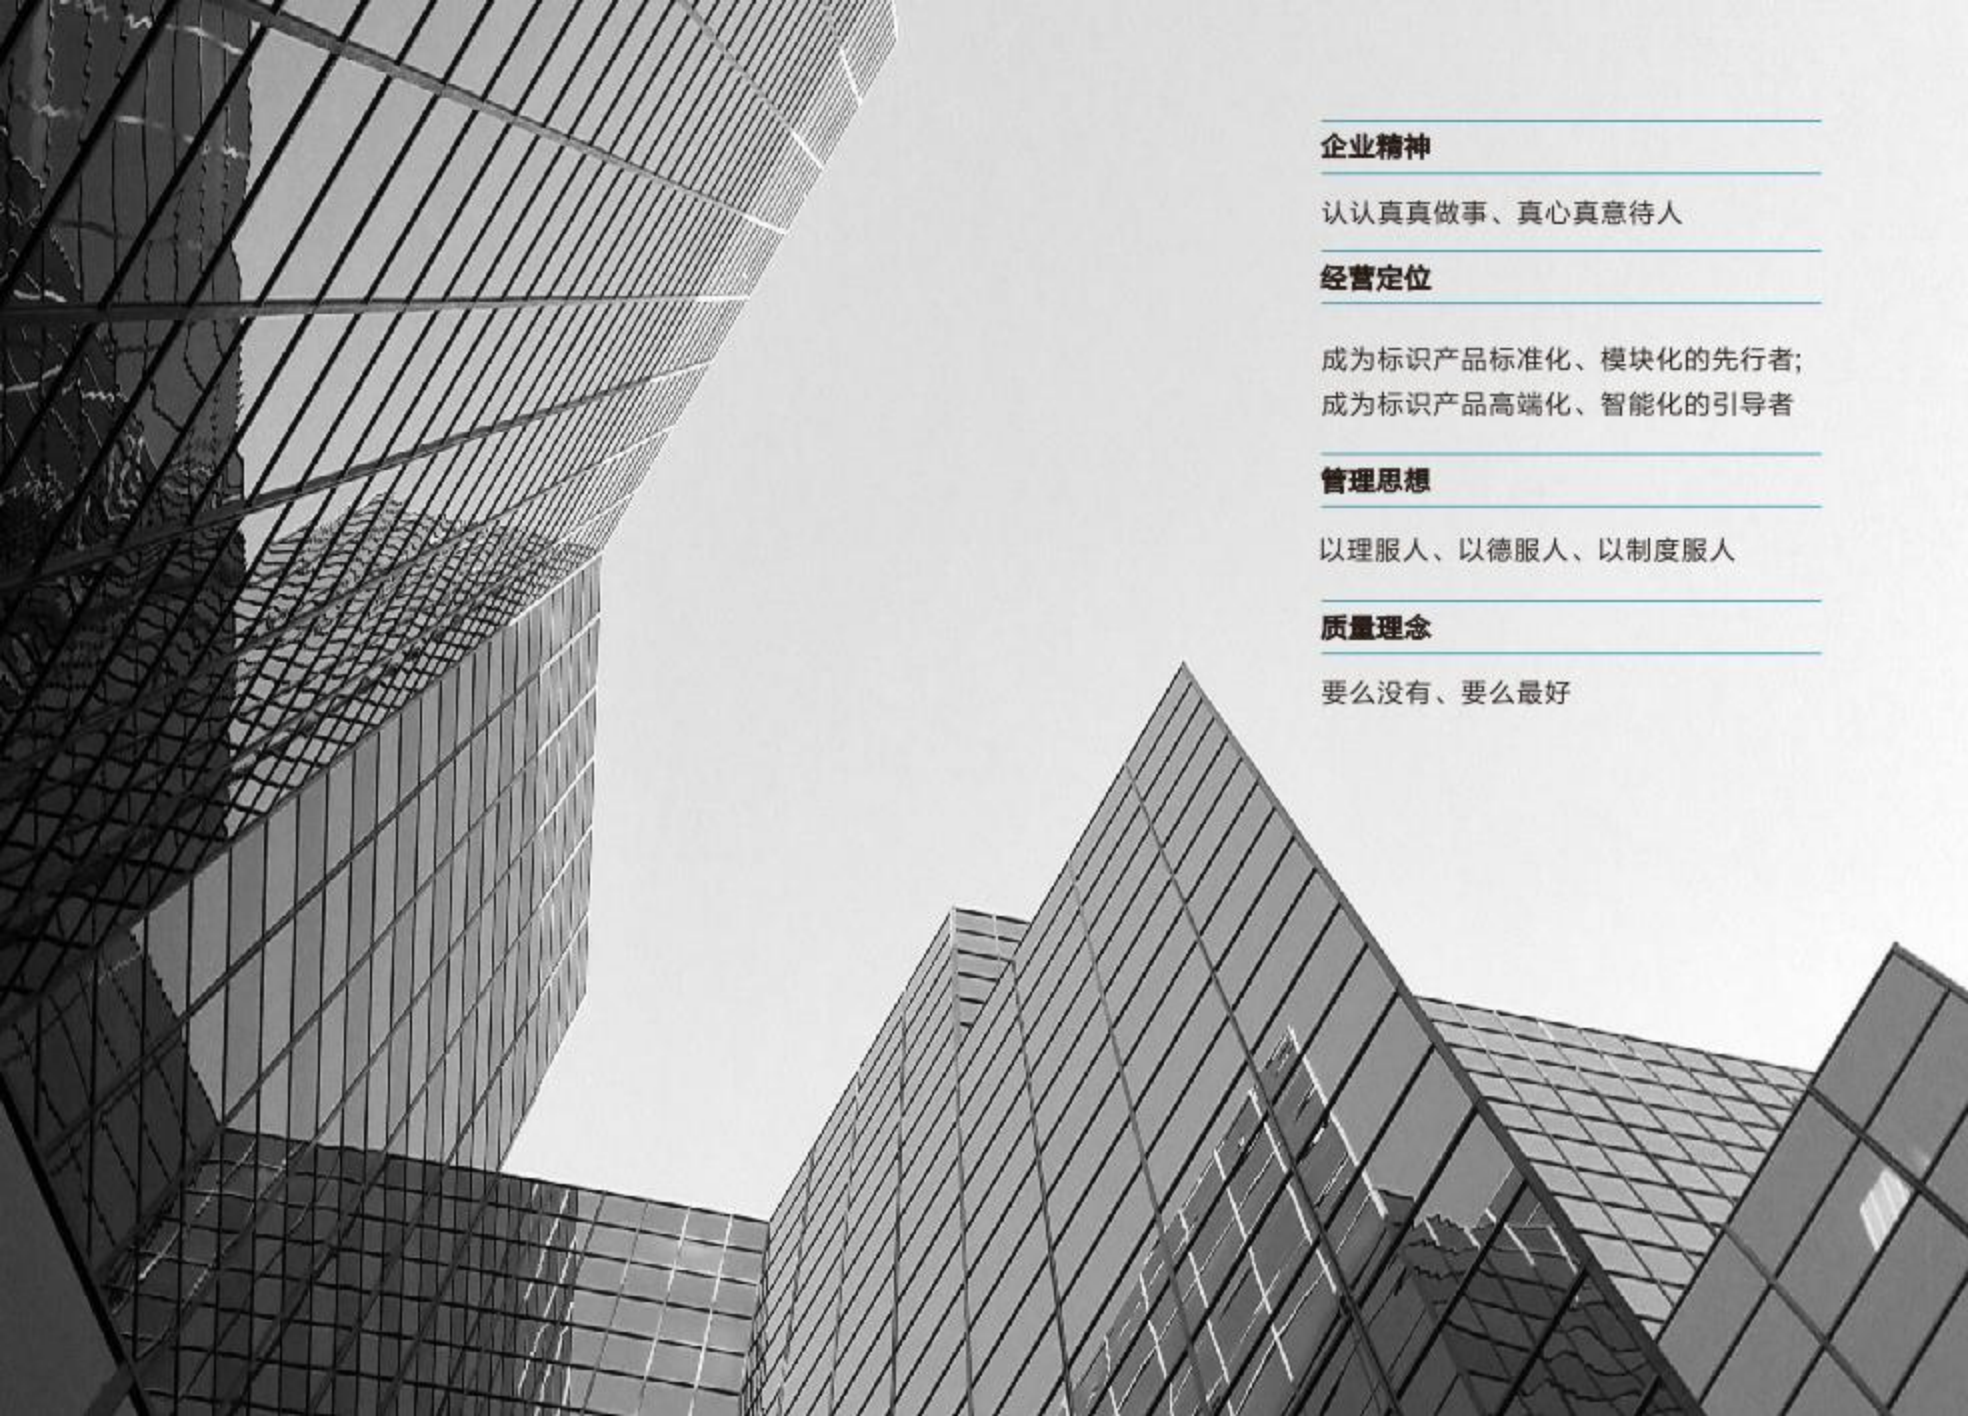 企业精神
认认真真做事、真心真意待人
经营定位
成为标识产品标准化、模块化的先行者;
成为标识产品高端化、智能化的引导者
管理思想
以理服人、以德服人、以制度服人
质量理念
要么没有、要么最好